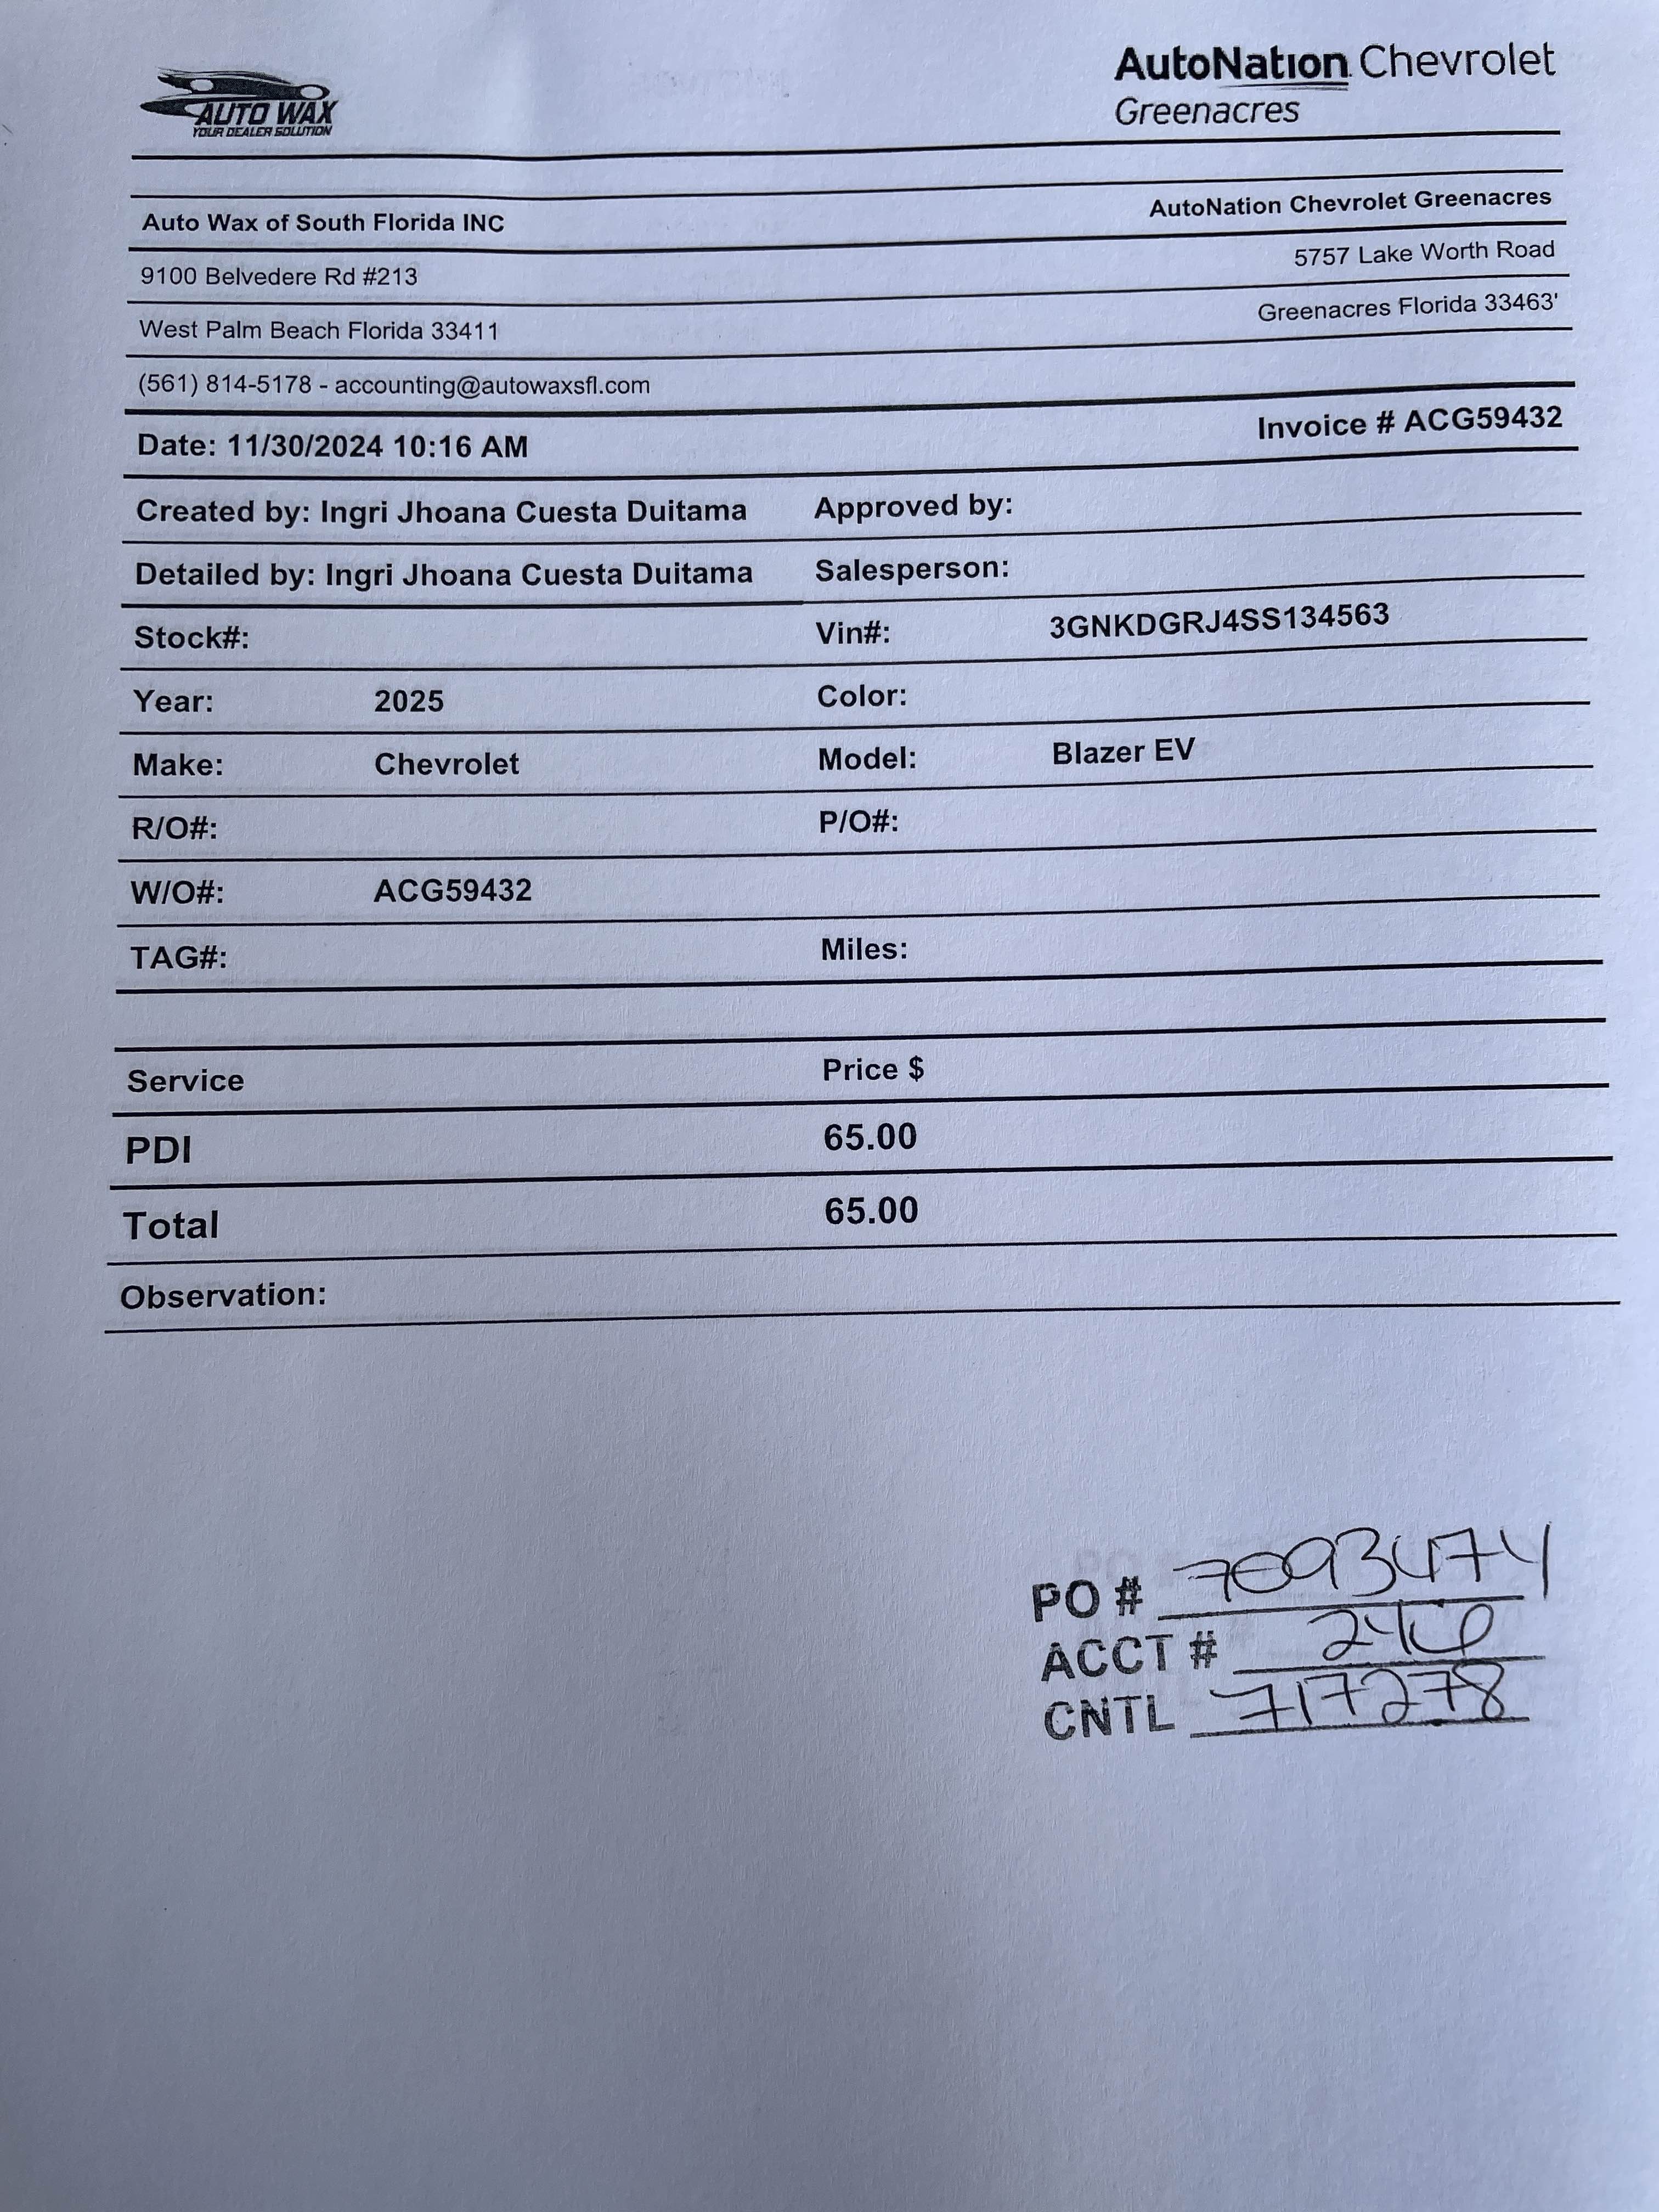 AUTO WAX
YOUR DEALER SOLUTION
AutoNation Chevrolet
Greenacres
Auto Wax of South Florida INC
AutoNation Chevrolet Greenacres
9100 Belvedere Rd #213
5757 Lake Worth Road
West Palm Beach Florida 33411
Greenacres Florida 33463'
(561) 814-5178 - accounting@autowaxsfl.com
Date: 11/30/2024 10:16 AM
Invoice # ACG59432
Created by: Ingri Jhoana Cuesta Duitama Approved by:
Detailed by: Ingri Jhoana Cuesta Duitama Salesperson:
Stock#: Vin#: 3GNKDGRJ4SS134563
Year: 2025 Color:
Make: Chevrolet Model: Blazer EV
R/O#: P/O#:
W/O#: ACG59432
TAG#: Miles:
Service Price $
PDI 65.00
Total 65.00
Observation:
PO # 7093474
ACCT #
CNTL 717278